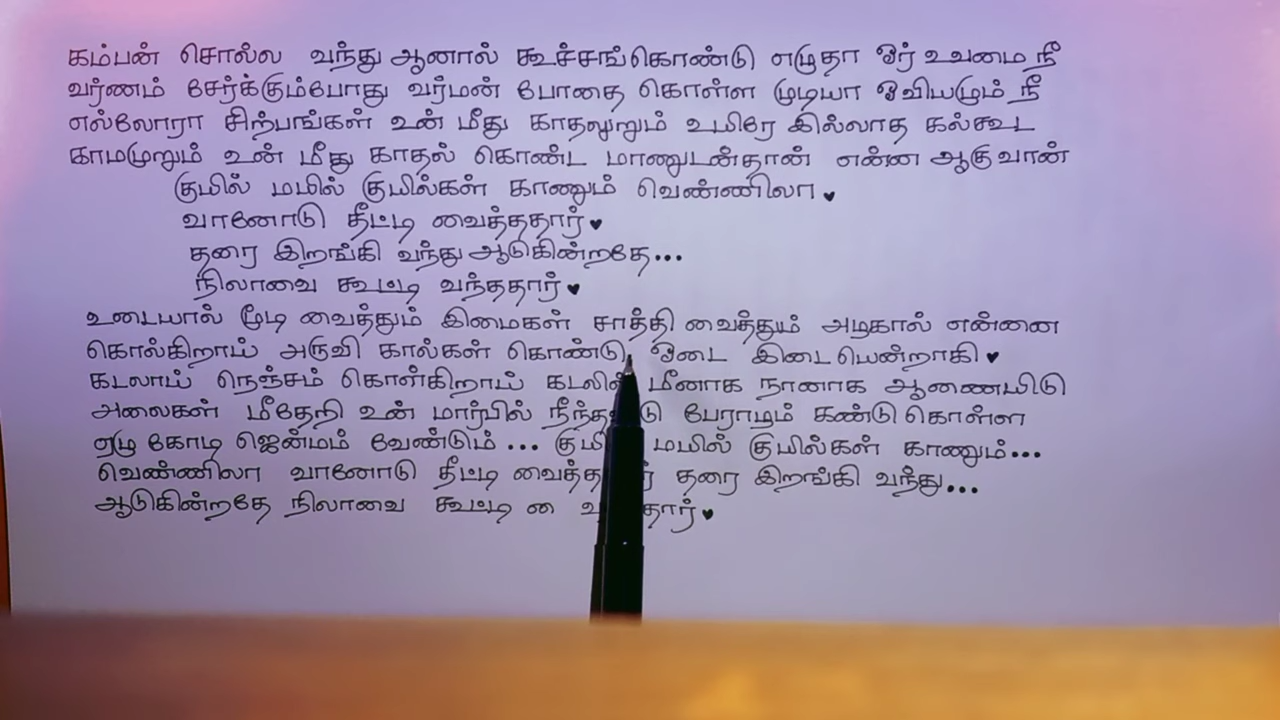 கம்பன் சொல்ல வந்து ஆனால் கூச்சங்கொண்டு எழுதா ஓர் உவமை நீ
வர்ணம் சேர்க்கும்போது வர்மன் போதை கொள்ள முடியா ஓவியமும் நீ
எல்லோரா சிற்பங்கள் உன் மீது காதலுறும் உயிரே இல்லாத கல்கூட
காமமுறும் உன் மீது காதல் கொண்ட மானுடன்தான் என்ன ஆகுவான்
குயில் மயில் குயில்கள் காணும் வெண்ணிலா♥
வானோடு தீட்டி வைத்ததார்♥
தரை இறங்கி வந்து ஆடுகின்றதே...
நிலாவை கூட்டி வந்ததார்♥
உடையால் மூடி வைத்தும் இமைகள் சாத்தி வைத்தும் அழகால் என்னை
கொல்கிறாய் அருவி கால்கள் கொண்டு ஓடை இடையென்றாகி♥
கடலாய் நெஞ்சம் கொள்கிறாய் மீனாக நானாக ஆணையிடு
அலைகள் மீதேறி உன் மார்பில் பேராழம் கண்டு கொள்ள
ஏழு கோடி ஜென்மம் வேண்டும்... மயில் குயில்கள் காணும்...
வெண்ணிலா வானோடு தீட்டி தரை இறங்கி வந்து...
ஆடுகின்றதே நிலாவை கூட்டி